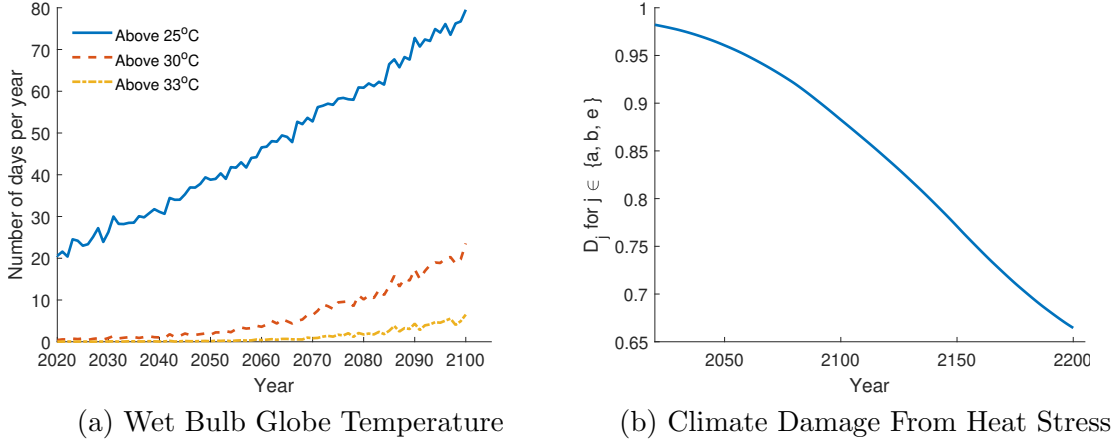 80
70
60
50
40
30
20
10
0
Number of days per year
Above 25°C
Above 30°C
Above 33°C
2020 2030 2040 2050 2060 2070 2080 2090 2100
Year
(a) Wet Bulb Globe Temperature
1
0.95
0.9
0.85
0.8
0.75
0.7
0.65
D_j for j ∈ {a, b, e }
2050 2100 2150 2200
Year
(b) Climate Damage From Heat Stress